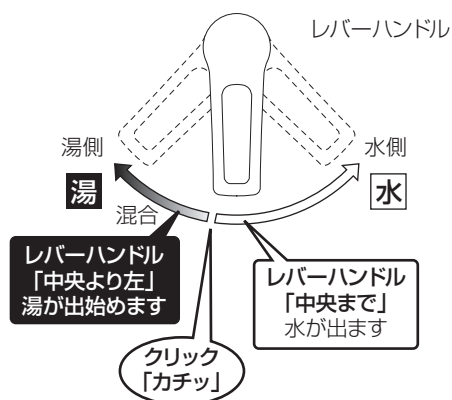 レバーハンドル
湯側
水側
湯
水
混合
レバーハンドル
「中央より左」
湯が出始めます
レバーハンドル
「中央まで」
水が出ます
クリック
「カチッ」